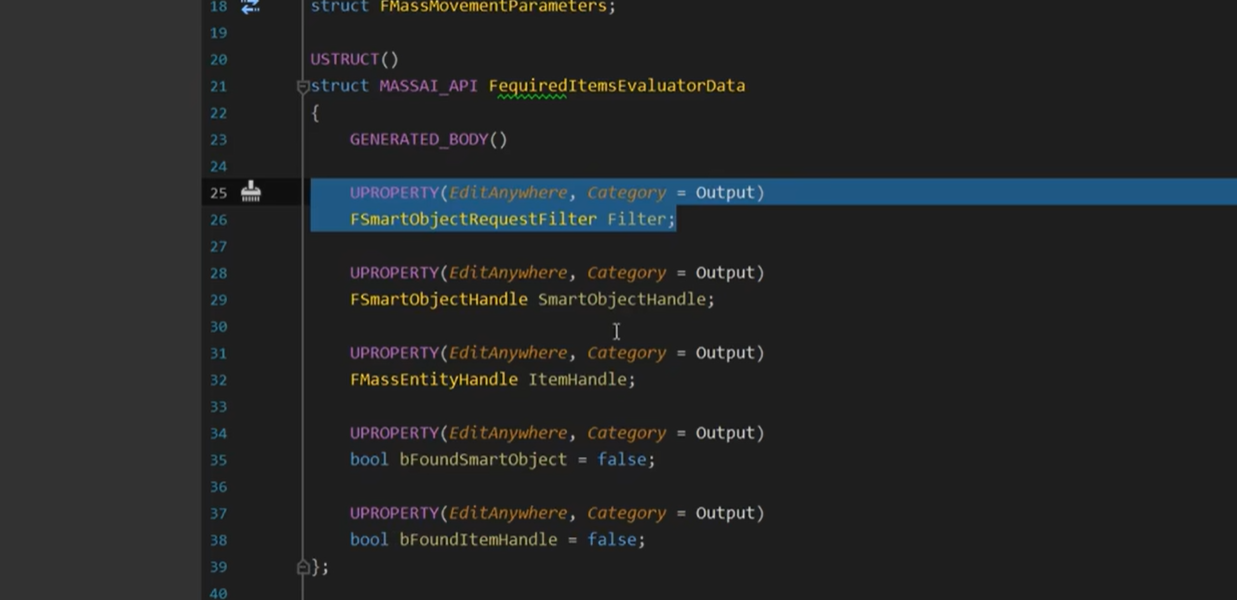 18 struct FMassMovementParameters;
19
20 USTRUCT()
21 struct MASSAI_API FequiredItemsEvaluatorData
22 {
23 GENERATED_BODY()
24
25 UPROPERTY(EditAnywhere, Category = Output)
26 FSmartObjectRequestFilter Filter;
27
28 UPROPERTY(EditAnywhere, Category = Output)
29 FSmartObjectHandle SmartObjectHandle;
30
31 UPROPERTY(EditAnywhere, Category = Output)
32 FMassEntityHandle ItemHandle;
33
34 UPROPERTY(EditAnywhere, Category = Output)
35 bool bFoundSmartObject = false;
36
37 UPROPERTY(EditAnywhere, Category = Output)
38 bool bFoundItemHandle = false;
39 };
40